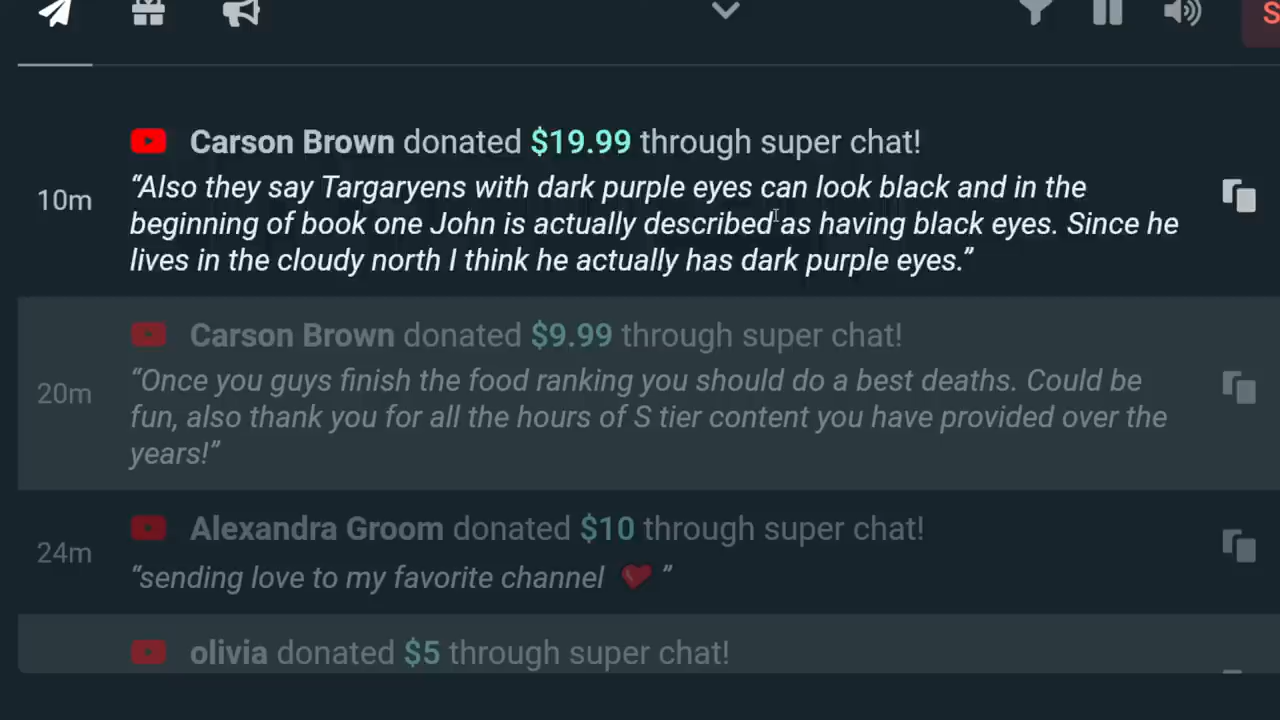 S
Carson Brown donated $19.99 through super chat!
10m
“Also they say Targaryens with dark purple eyes can look black and in the
beginning of book one John is actually described as having black eyes. Since he
lives in the cloudy north I think he actually has dark purple eyes.”
Carson Brown donated $9.99 through super chat!
20m
“Once you guys finish the food ranking you should do a best deaths. Could be
fun, also thank you for all the hours of S tier content you have provided over the
years!”
Alexandra Groom donated $10 through super chat!
24m
“sending love to my favorite channel ❤️ ”
olivia donated $5 through super chat!